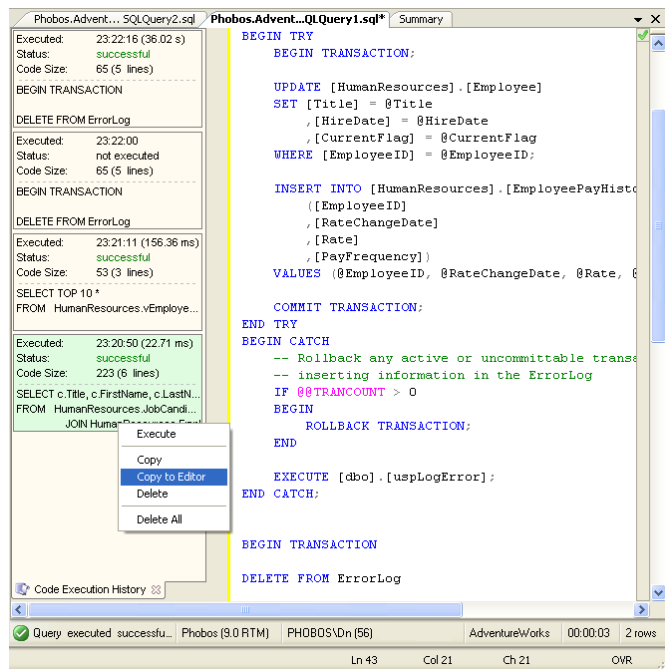 Phobos.Advent... SQLQuery2.sql Phobos.Advent...QLQuery1.sql* Summary
Executed: 23:22:16 (36.02 s)
Status: successful
Code Size: 65 (5 lines)
BEGIN TRANSACTION
DELETE FROM ErrorLog
Executed: 23:22:00
Status: not executed
Code Size: 65 (5 lines)
BEGIN TRANSACTION
DELETE FROM ErrorLog
Executed: 23:21:11 (156.36 ms)
Status: successful
Code Size: 53 (3 lines)
SELECT TOP 10 *
FROM HumanResources.vEmploye...
Executed: 23:20:50 (22.71 ms)
Status: successful
Code Size: 223 (6 lines)
SELECT c.Title, c.FirstName, c.LastN...
FROM HumanResources.JobCandi...
JOIN
Execute
Copy
Copy to Editor
Delete
Delete All
Code Execution History
BEGIN TRY
BEGIN TRANSACTION;
UPDATE [HumanResources].[Employee]
SET [Title] = @Title
,[HireDate] = @HireDate
,[CurrentFlag] = @CurrentFlag
WHERE [EmployeeID] = @EmployeeID;
INSERT INTO [HumanResources].[EmployeePayHisto
([EmployeeID]
,[RateChangeDate]
,[Rate]
,[PayFrequency])
VALUES (@EmployeeID, @RateChangeDate, @Rate, @
COMMIT TRANSACTION;
END TRY
BEGIN CATCH
-- Rollback any active or uncommittable transa
-- inserting information in the ErrorLog
IF @@TRANCOUNT > 0
BEGIN
ROLLBACK TRANSACTION;
END
EXECUTE [dbo].[uspLogError];
END CATCH;
BEGIN TRANSACTION
DELETE FROM ErrorLog
Query executed successfu... Phobos (9.0 RTM) PHOBOS\Dn (56) AdventureWorks 00:00:03 2 rows
Ln 43 Col 21 Ch 21 OVR